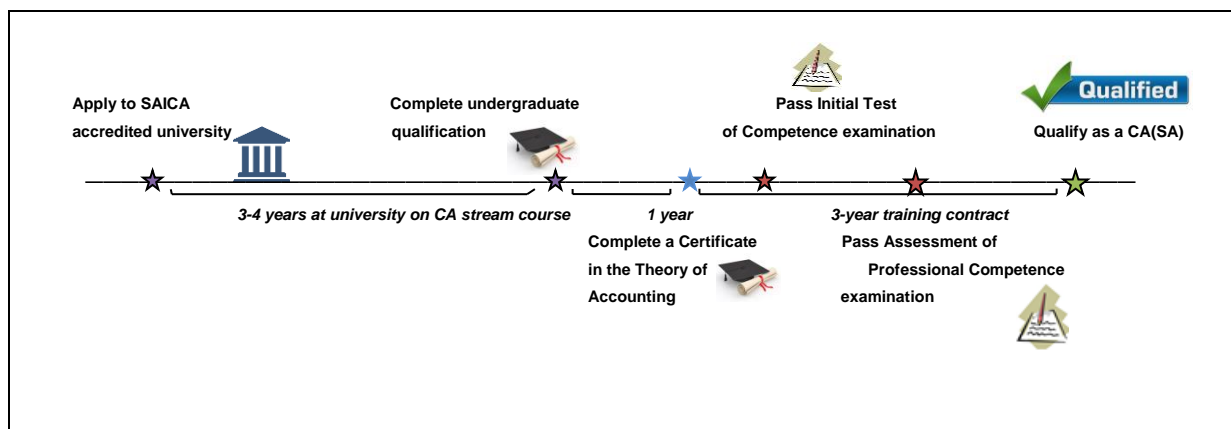 Apply to SAICA
accredited university
Complete undergraduate
qualification
Pass Initial Test
of Competence examination
Qualified
Qualify as a CA(SA)
3-4 years at university on CA stream course
1 year
Complete a Certificate
in the Theory of
Accounting
3-year training contract
Pass Assessment of
Professional Competence
examination